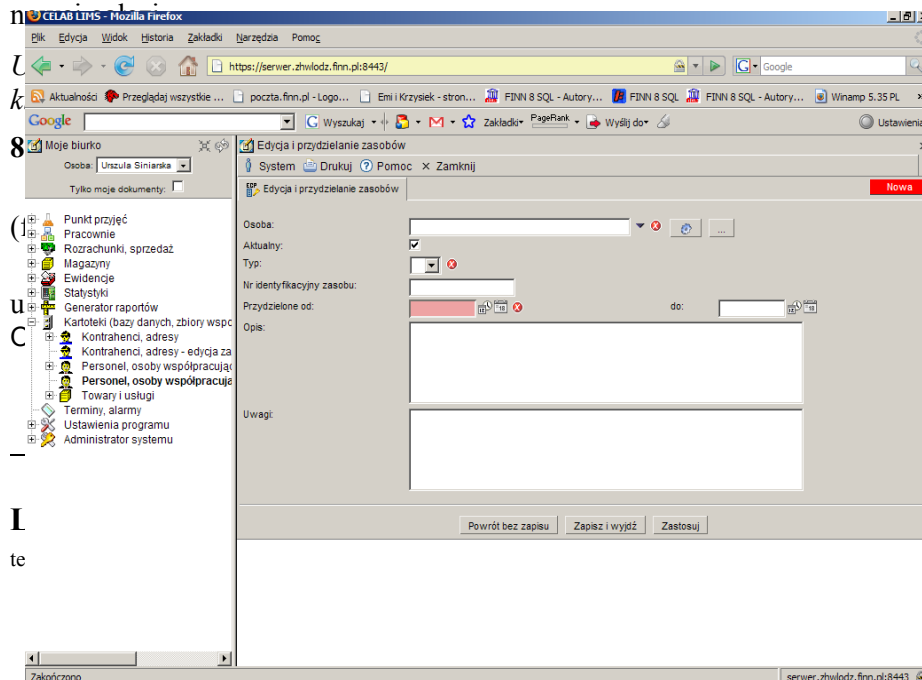 CELAB LIMS - Mozilla Firefox
Plik Edycja Widok Historia Zakładki Narzędzia Pomoc
https://serwer.zhwlodz.finn.pl:8443/ G Google
Aktualności Przeglądaj wszystkie ... poczta.finn.pl - Logo... Emi i Krzysiek - stron... FINN 8 SQL - Autory... FINN 8 SQL FINN 8 SQL - Autory... Winamp 5.35 PL
Google G Wyszukaj Zakładki PageRank Wyślij do Ustawienia
8
Moje biurko
Osoba: Urszula Siniarska
Tylko moje dokumenty:
Punkt przyjęć
Pracownie
Rozrachunki, sprzedaż
Magazyny
Ewidencje
Statystyki
Generator raportów
Kartoteki (bazy danych, zbiory wspo
Kontrahenci, adresy
Kontrahenci, adresy - edycja za
Personel, osoby współpracując
Personel, osoby współpracuja
Towary i usługi
Terminy, alarmy
Ustawienia programu
Administrator systemu
Edycja i przydzielanie zasobów
System Drukuj Pomoc Zamknij
Edycja i przydzielanie zasobów Nowa
Osoba: ...
Aktualny:
Typ:
Nr identyfikacyjny zasobu:
Przydzielone od: do:
Opis:
Uwagi:
Powrót bez zapisu Zapisz i wyjdź Zastosuj
te
Zakończono serwer.zhwlodz.finn.pl:8443